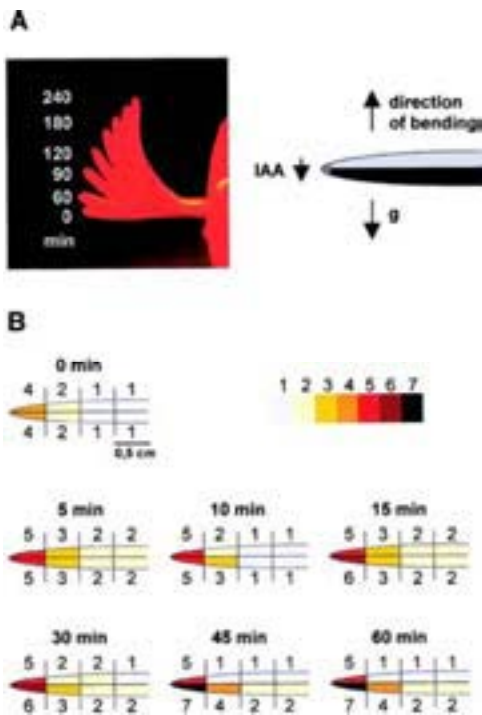 A
240
180
120
90
60
0
min
direction
of bendings
IAA
g
B
0 min
4 2 1 1
4 2 1 1
0,5 cm
1 2 3 4 5 6 7
5 min 10 min 15 min
5 3 2 2 5 2 1 1 5 3 2 2
5 3 2 2 5 3 1 1 6 3 2 2
30 min 45 min 60 min
5 2 2 1 5 1 1 1 5 1 1 1
6 3 2 2 7 4 2 2 7 4 2 2